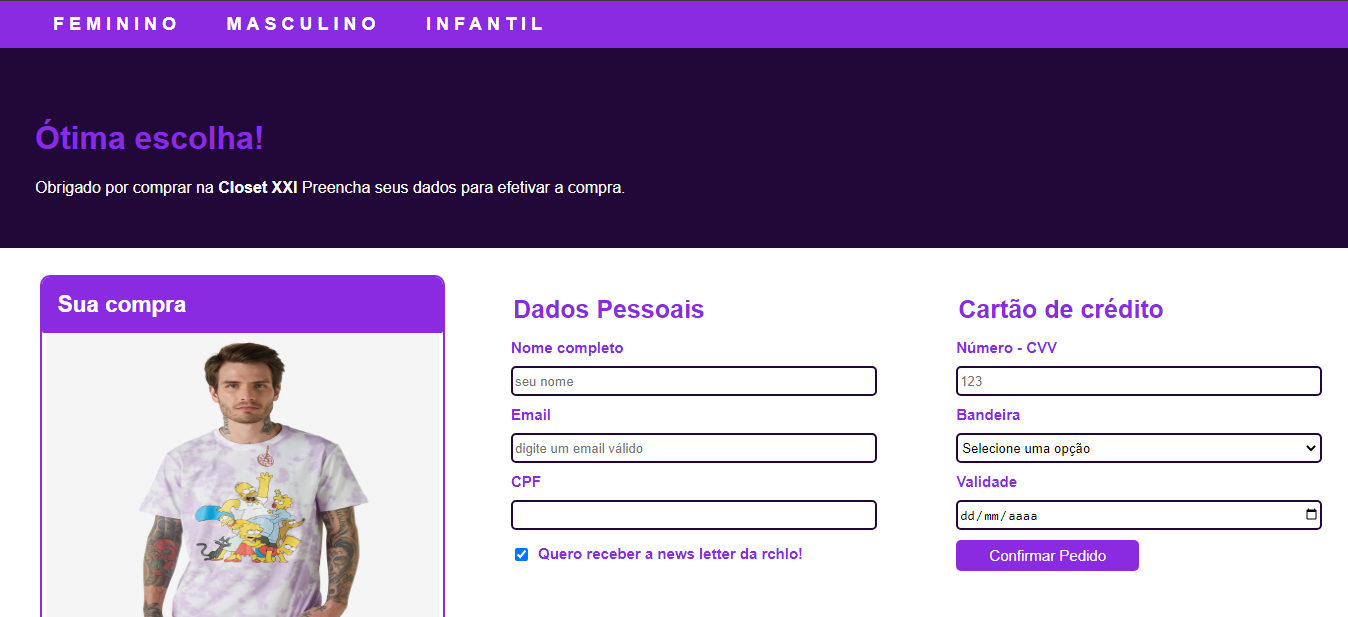 FEMININO MASCULINO INFANTIL
Ótima escolha!
Obrigado por comprar na Closet XXI Preencha seus dados para efetivar a compra.
Sua compra
Dados Pessoais
Nome completo
seu nome
Email
digite um email válido
CPF
Quero receber a news letter da rchlo!
Cartão de crédito
Número - CVV
123
Bandeira
Selecione uma opção
Validade
dd/mm/aaaa
Confirmar Pedido